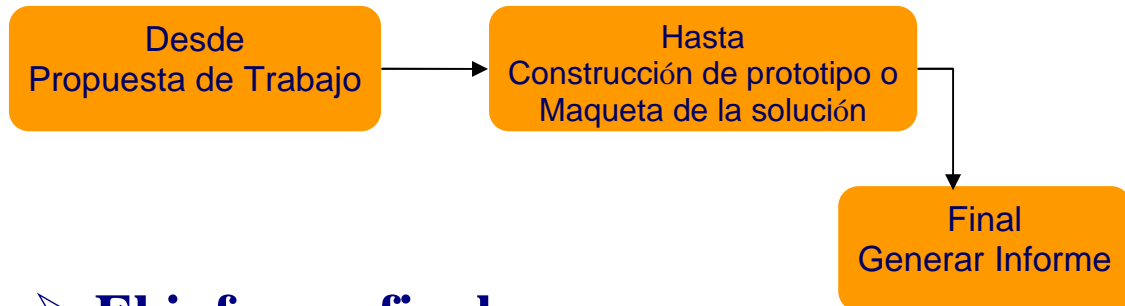 Desde
Propuesta de Trabajo
Hasta
Construcción de prototipo o
Maqueta de la solución
Final
Generar Informe